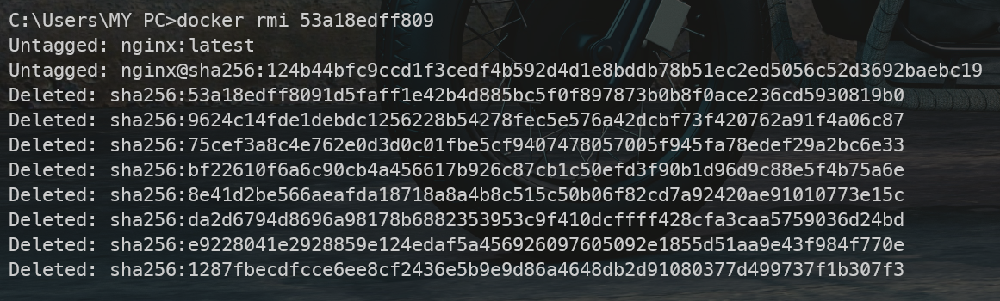 C:\Users\MY PC>docker rmi 53a18edff809
Untagged: nginx:latest
Untagged: nginx@sha256:124b44bfc9ccd1f3cedf4b592d4d1e8bddb78b51ec2ed5056c52d3692baebc19
Deleted: sha256:53a18edff8091d5faff1e42b4d885bc5f0f897873b0b8f0ace236cd5930819b0
Deleted: sha256:9624c14fde1debdc1256228b54278fec5e576a42dcbf73f420762a91f4a06c87
Deleted: sha256:75cef3a8c4e762e0d3d0c01fbe5cf9407478057005f945fa78edef29a2bc6e33
Deleted: sha256:bf22610f6a6c90cb4a456617b926c87cb1c50efd3f90b1d96d9c88e5f4b75a6e
Deleted: sha256:8e41d2be566aeafda18718a8a4b8c515c50b06f82cd7a92420ae91010773e15c
Deleted: sha256:da2d6794d8696a98178b6882353953c9f410dcffff428cfa3caa5759036d24bd
Deleted: sha256:e9228041e2928859e124edaf5a456926097605092e1855d51aa9e43f984f770e
Deleted: sha256:1287fbecdfcce6ee8cf2436e5b9e9d86a4648db2d91080377d499737f1b307f3